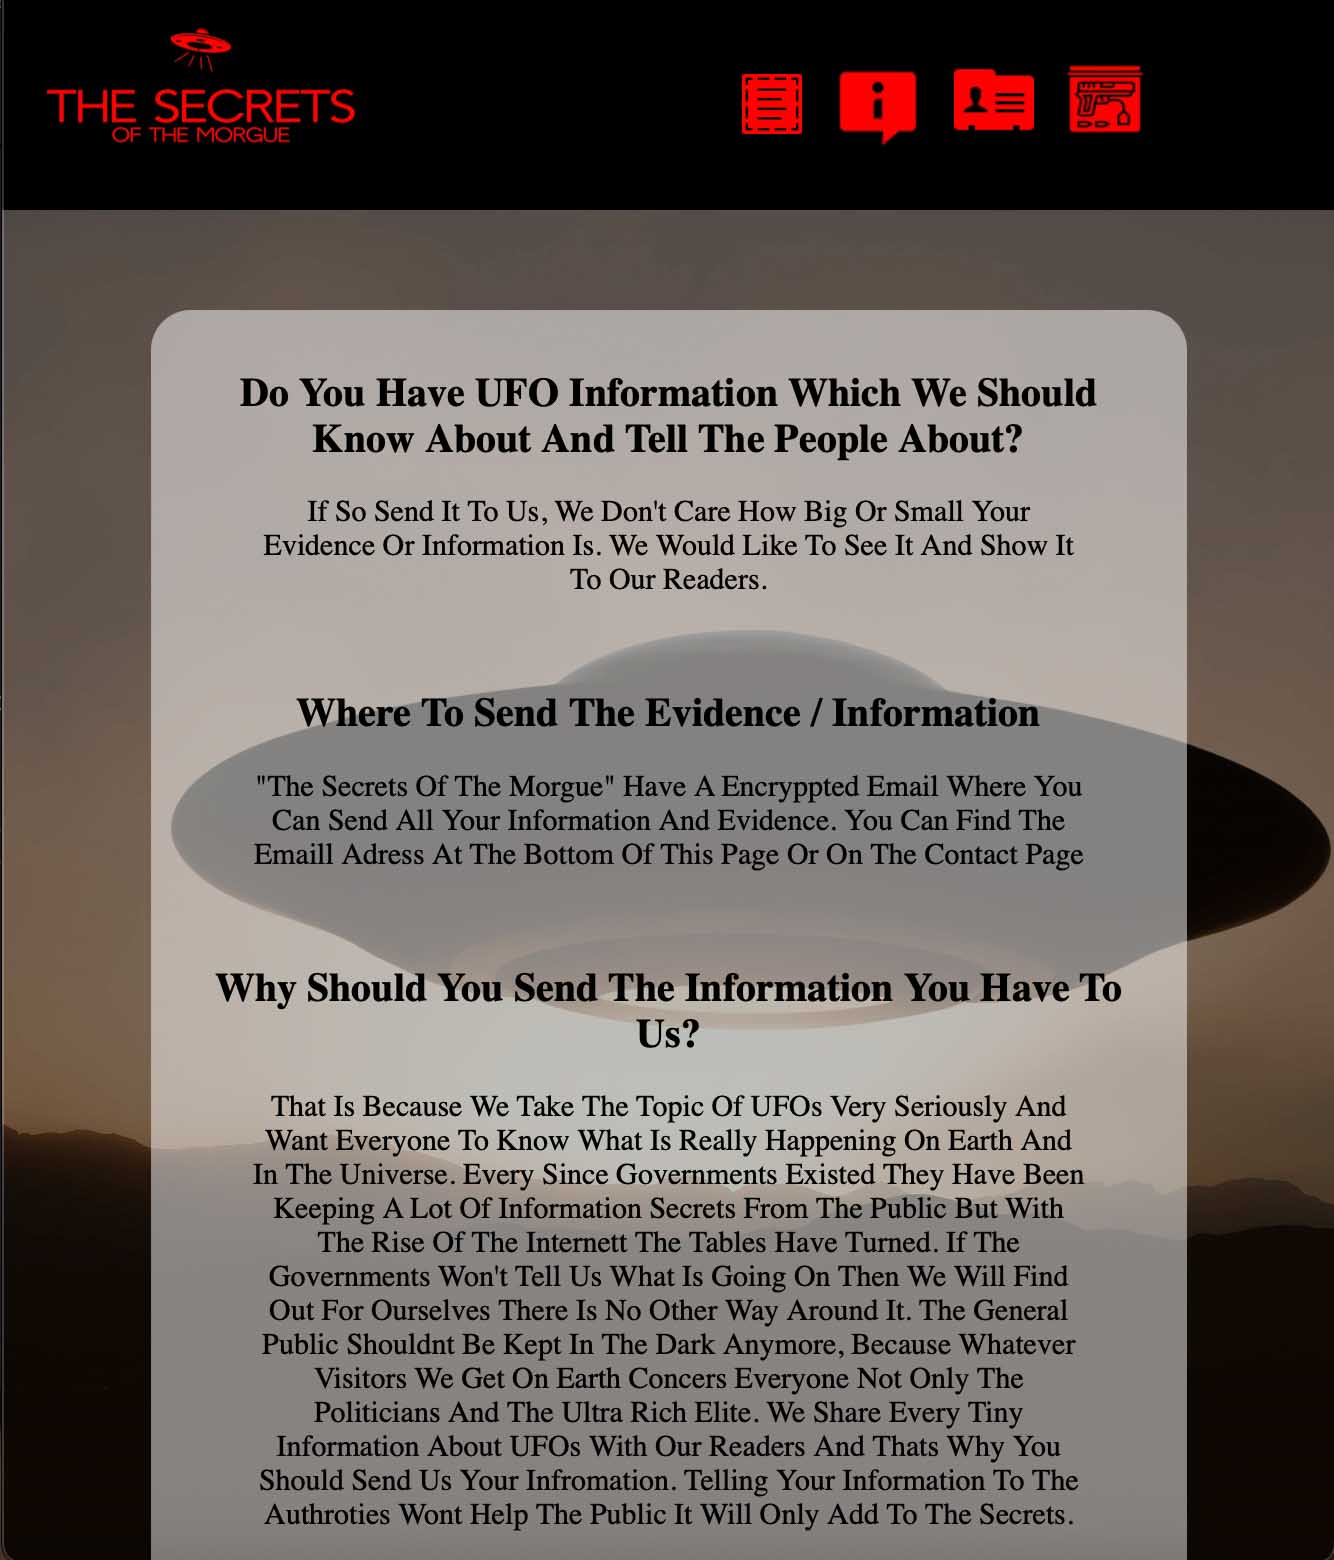 THE SECRETS
OF THE MORGUE
Do You Have UFO Information Which We Should
Know About And Tell The People About?
If So Send It To Us, We Don't Care How Big Or Small Your
Evidence Or Information Is. We Would Like To See It And Show It
To Our Readers.
Where To Send The Evidence / Information
"The Secrets Of The Morgue" Have A Encryppted Email Where You
Can Send All Your Information And Evidence. You Can Find The
Emaill Adress At The Bottom Of This Page Or On The Contact Page
Why Should You Send The Information You Have To
Us?
That Is Because We Take The Topic Of UFOs Very Seriously And
Want Everyone To Know What Is Really Happening On Earth And
In The Universe. Every Since Governments Existed They Have Been
Keeping A Lot Of Information Secrets From The Public But With
The Rise Of The Internett The Tables Have Turned. If The
Governments Won't Tell Us What Is Going On Then We Will Find
Out For Ourselves There Is No Other Way Around It. The General
Public Shouldnt Be Kept In The Dark Anymore, Because Whatever
Visitors We Get On Earth Concers Everyone Not Only The
Politicians And The Ultra Rich Elite. We Share Every Tiny
Information About UFOs With Our Readers And Thats Why You
Should Send Us Your Infromation. Telling Your Information To The
Authroties Wont Help The Public It Will Only Add To The Secrets.